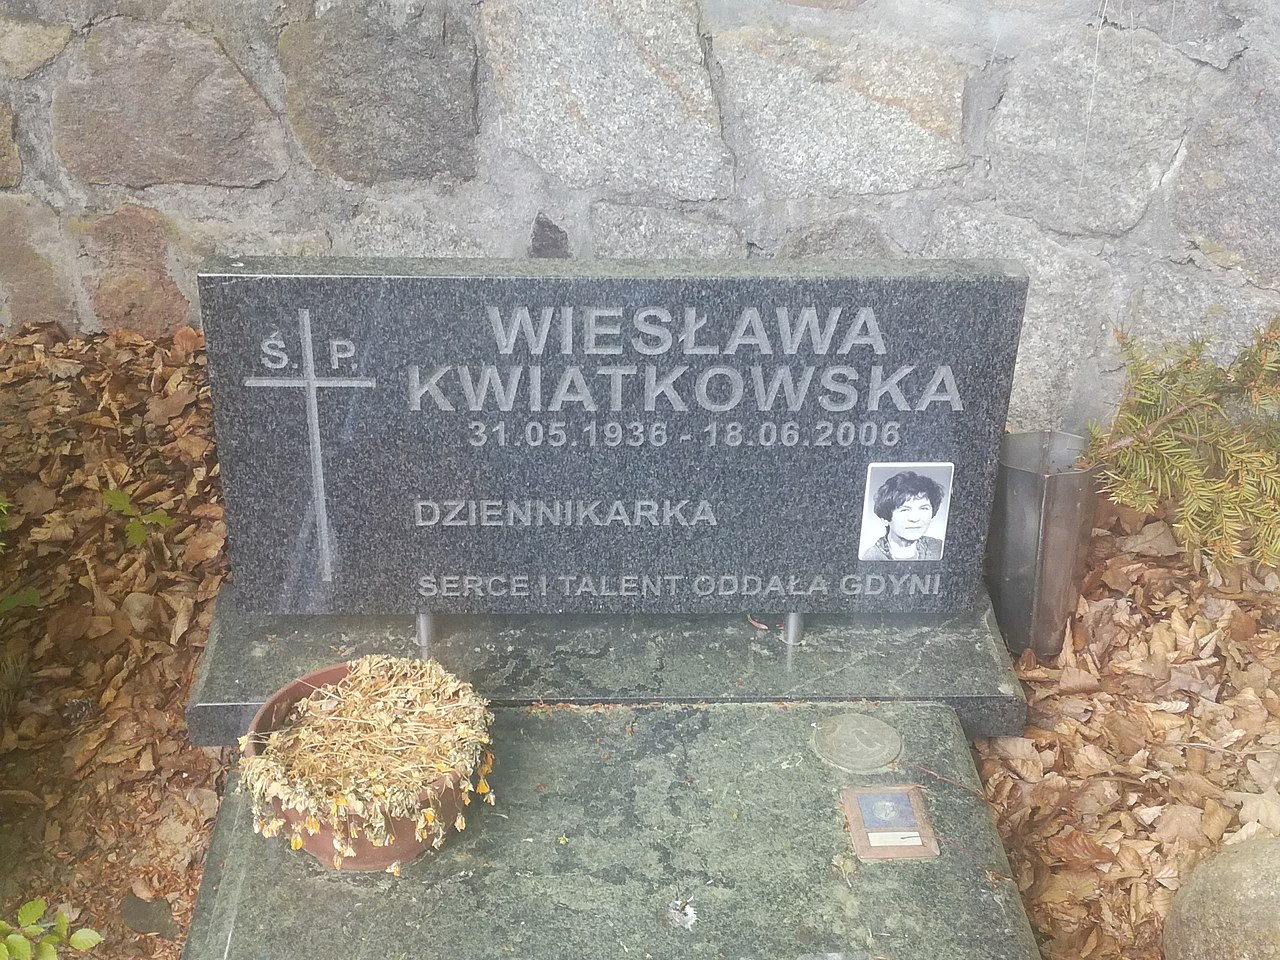 Ś. P.
WIESŁAWA
KWIATKOWSKA
31.05.1936 - 18.06.2006
DZIENNIKARKA
SERCE I TALENT ODDAŁA GDYNI